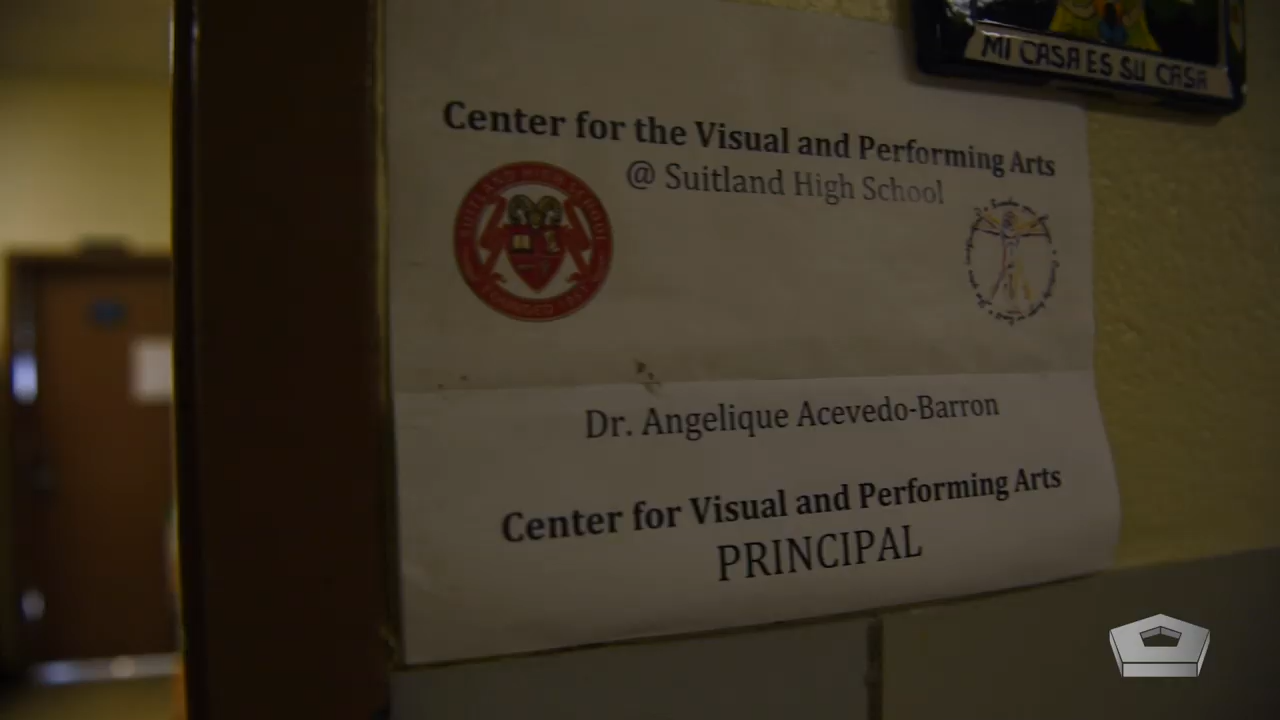 MI CASA ES SU CASA
Center for the Visual and Performing Arts
@ Suitland High School
Dr. Angelique Acevedo-Barron
Center for Visual and Performing Arts
PRINCIPAL